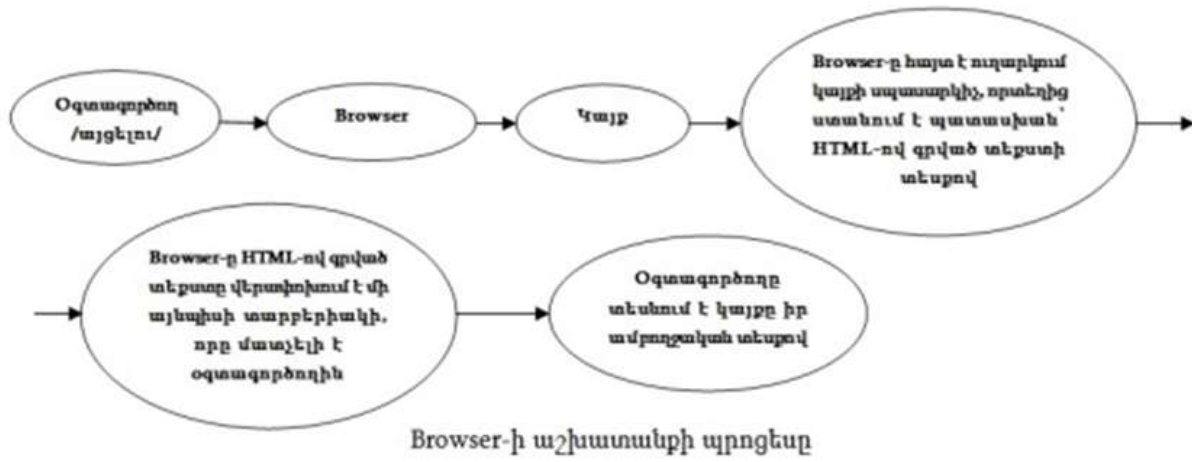 Օգտագործող
/այցելու/
Browser
Կայք
Browser-ը հայտ է ուղարկում
կայքի սպասարկիչ, որտեղից
ստանում է պատասխան՝
HTML-ով գրված տեքստի
տեսքով
Browser-ը HTML-ով գրված
տեքստը վերափոխում է մի
այնպիսի տարբերիակի,
որը մատչելի է
օգտագործողին
Օգտագործողը
տեսնում է կայքը իր
ամբողջական տեսքով
Browser-ի աշխատանքի պրոցեսը